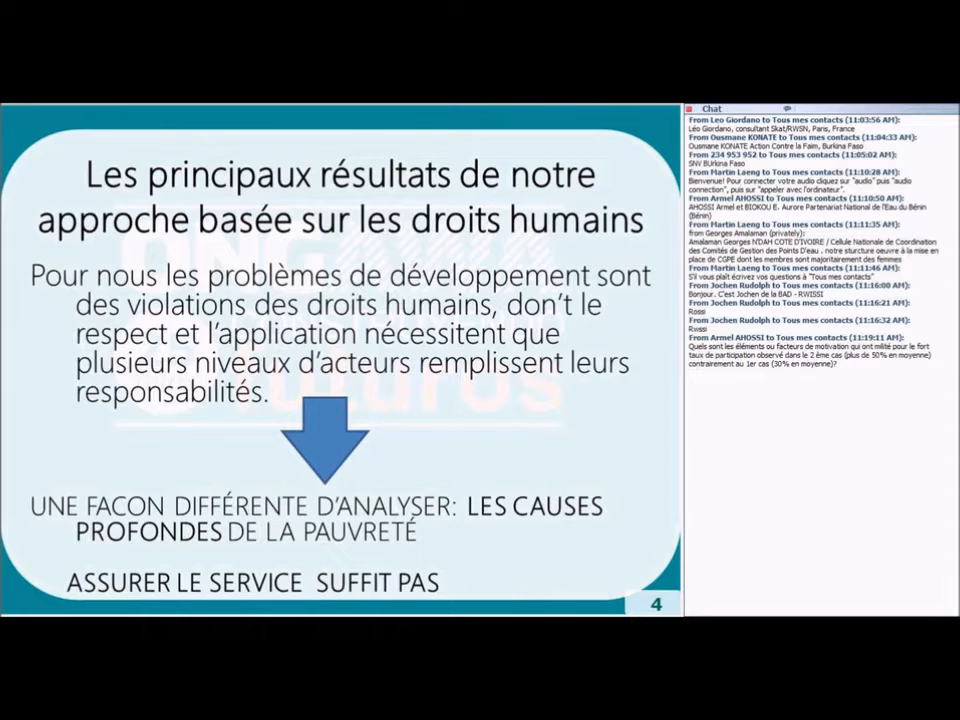 Les principaux résultats de notre
approche basée sur les droits humains
Pour nous les problèmes de développement sont
des violations des droits humains, don't le
respect et l'application nécessitent que
plusieurs niveaux d'acteurs remplissent leurs
responsabilités.
UNE FACON DIFFÉRENTE D'ANALYSER: LES CAUSES
PROFONDES DE LA PAUVRETÉ
ASSURER LE SERVICE SUFFIT PAS
4
Chat
From Leo Giordano to Tous mes contacts (11:03:56 AM):
Léo Giordano, consultant Skat/RWSN, Paris, France
From Ousmane KONATE to Tous mes contacts (11:04:33 AM):
Ousmane KONATE Action Contre la Faim, Burkina Faso
From 234 953 952 to Tous mes contacts (11:05:02 AM):
SNV BUrkina Faso
From Martin Laeng to Tous mes contacts (11:10:28 AM):
Bienvenue! Pour connecter votre audio cliquez sur "audio" puis "audio
connection", puis sur "appeler avec l'ordinateur".
From Armel AHOSSI to Tous mes contacts (11:10:50 AM):
AHOSSI Armel et BIOKOU E. Aurore Partenariat National de l'Eau du Bénin
(Bénin)
From Martin Laeng to Tous mes contacts (11:11:35 AM):
from Georges Amalaman (privately):
Amalaman Georges N'DAH COTE D'IVOIRE / Cellule Nationale de Coordination
des Comités de Gestion des Points D'eau . notre sturcture oeuvre à la mise en
place de CGPE dont les membres sont majoritairement des femmes
From Martin Laeng to Tous mes contacts (11:11:46 AM):
S'il vous plaît écrivez vos questions à "Tous mes contacts"
From Jochen Rudolph to Tous mes contacts (11:16:00 AM):
Bonjour. C'est Jochen de la BAD - RWISSI
From Jochen Rudolph to Tous mes contacts (11:16:21 AM):
Rossi
From Jochen Rudolph to Tous mes contacts (11:16:32 AM):
Rwssi
From Armel AHOSSI to Tous mes contacts (11:19:11 AM):
Quels sont les éléments ou facteurs de motivation qui ont milité pour le fort
taux de participation observé dans le 2 ème cas (plus de 50% en moyenne)
contrairement au 1er cas (30% en moyenne)?